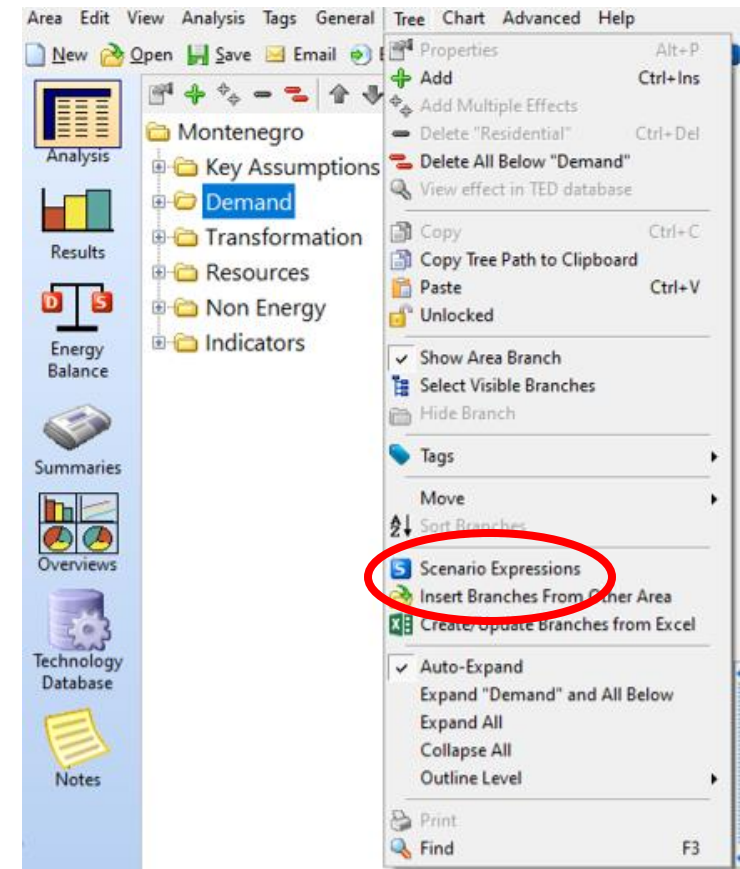 Area Edit View Analysis Tags General Tree Chart Advanced Help
New Open Save Email
Analysis
Results
D S
Energy
Balance
Summaries
Overviews
Technology
Database
Notes
Montenegro
Key Assumptions
Demand
Transformation
Resources
Non Energy
Indicators
Properties Alt+P
Add Ctrl+Ins
Add Multiple Effects
Delete "Residential" Ctrl+Del
Delete All Below "Demand"
View effect in TED database
Copy Ctrl+C
Copy Tree Path to Clipboard
Paste Ctrl+V
Unlocked
Show Area Branch
Select Visible Branches
Hide Branch
Tags
Move
Sort Branches
S Scenario Expressions
Insert Branches From Other Area
Create/Update Branches from Excel
Auto-Expand
Expand "Demand" and All Below
Expand All
Collapse All
Outline Level
Print
Find F3